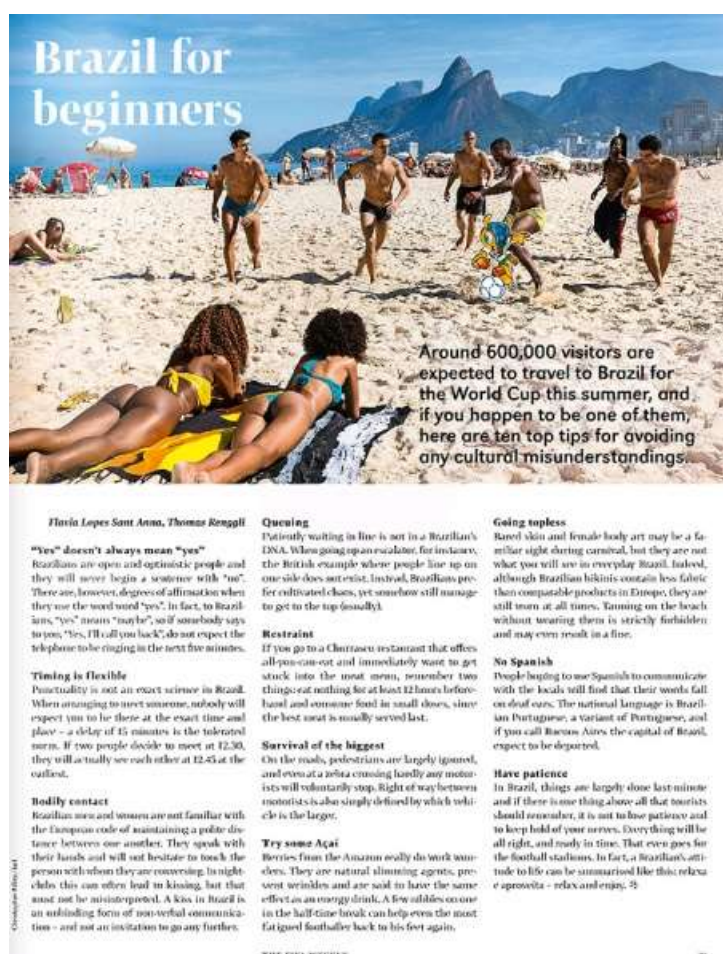 Brazil for
beginners
Around 600,000 visitors are
expected to travel to Brazil for
the World Cup this summer, and
if you happen to be one of them,
here are ten top tips for avoiding
any cultural misunderstandings...
Flavia Lopes Sant Anna, Thomas Renggli
"Yes" doesn't always mean "yes"
Brazilians are open and optimistic people and
they will never begin a sentence with "no".
There are, however, degrees of affirmation when
they use the word word "yes". In fact, to Brazil-
ians, "yes" means "maybe", so if somebody says
to you, "Yes, I'll call you back", do not expect the
telephone to be ringing in the next five minutes.
Timing is flexible
Punctuality is not an exact science in Brazil.
When arranging to meet someone, nobody will
expect you to be there at the exact time and
place – a delay of 15 minutes is the tolerated
norm. If two people decide to meet at 12.30,
they will actually see each other at 12.45 at the
earliest.
Bodily contact
Brazilian men and women are not familiar with
the European code of maintaining a polite dis-
tance between one another. They speak with
their hands and will not hesitate to touch the
person with whom they are conversing. In night-
clubs this can often lead to kissing, but that
must not be misinterpreted. A kiss in Brazil is
an unbinding form of non-verbal communica-
tion – and not an invitation to go any further.
Queuing
Patiently waiting in line is not in a Brazilian's
DNA. When going up an escalator, for instance,
the British example where people line up on
one side does not exist. Instead, Brazilians pre-
fer cultivated chaos, yet somehow still manage
to get to the top (usually).
Restraint
If you go to a Churrasco restaurant that offers
all-you-can-eat and immediately want to get
stuck into the meat menu, remember two
things: eat nothing for at least 12 hours before-
hand and consume food in small doses, since
the best meat is usually served last.
Survival of the biggest
On the roads, pedestrians are largely ignored,
and even at a zebra crossing hardly any motor-
ists will voluntarily stop. Right of way between
motorists is also simply defined by which vehi-
cle is the larger.
Try some Açaí
Berries from the Amazon really do work won-
ders. They are natural slimming agents, pre-
vent wrinkles and are said to have the same
effect as an energy drink. A few nibbles on one
in the half-time break can help even the most
fatigued footballer back to his feet again.
Going topless
Bared skin and female body art may be a fa-
miliar sight during carnival, but they are not
what you will see in everyday Brazil. Indeed,
although Brazilian bikinis contain less fabric
than comparable products in Europe, they are
still worn at all times. Tanning on the beach
without wearing them is strictly forbidden
and may even result in a fine.
No Spanish
People hoping to use Spanish to communicate
with the locals will find that their words fall
on deaf ears. The national language is Brazil-
ian Portuguese, a variant of Portuguese, and
if you call Buenos Aires the capital of Brazil,
expect to be deported.
Have patience
In Brazil, things are largely done last-minute
and if there is one thing above all that tourists
should remember, it is not to lose patience and
to keep hold of your nerves. Everything will be
all right, and ready in time. That even goes for
the football stadiums. In fact, a Brazilian's atti-
tude to life can be summarised like this: relaxa
e aproveita – relax and enjoy.